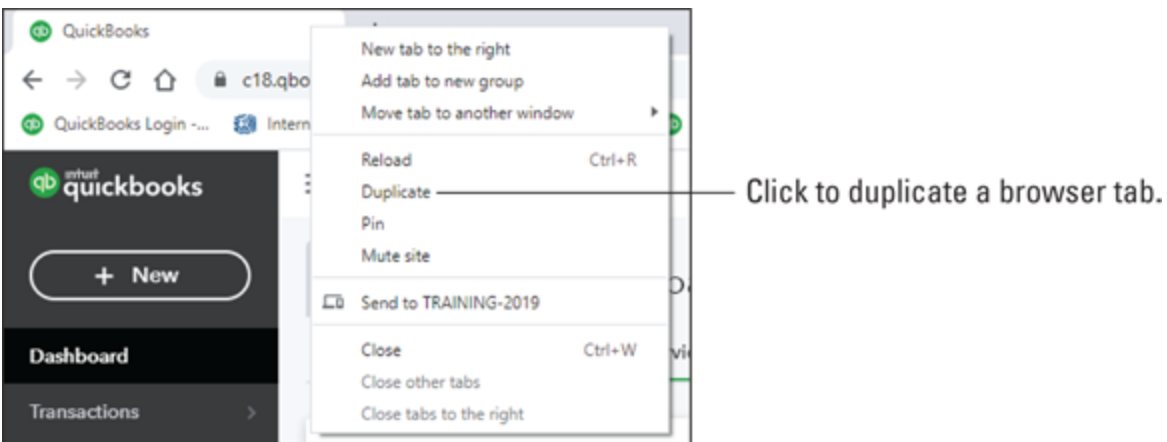 QuickBooks
New tab to the right
Add tab to new group
c18.qbo
Move tab to another window
QuickBooks Login -...
Intern
intuit
quickbooks
Reload Ctrl+R
Duplicate
Click to duplicate a browser tab.
Pin
Mute site
+ New
Send to TRAINING-2019
Dashboard
Close Ctrl+W
Close other tabs
Transactions
Close tabs to the right